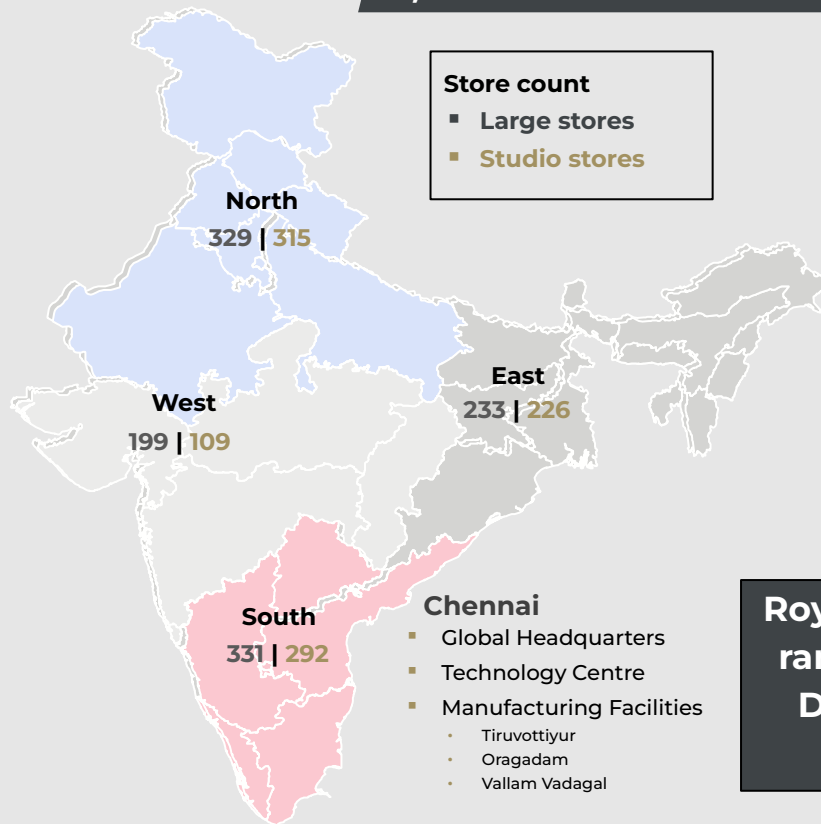 Store count
▪ Large stores
▪ Studio stores
North
329 | 315
East
233 | 226
West
199 | 109
South
331 | 292
Chennai
▪ Global Headquarters
▪ Technology Centre
▪ Manufacturing Facilities
• Tiruvottiyur
• Oragadam
• Vallam Vadagal